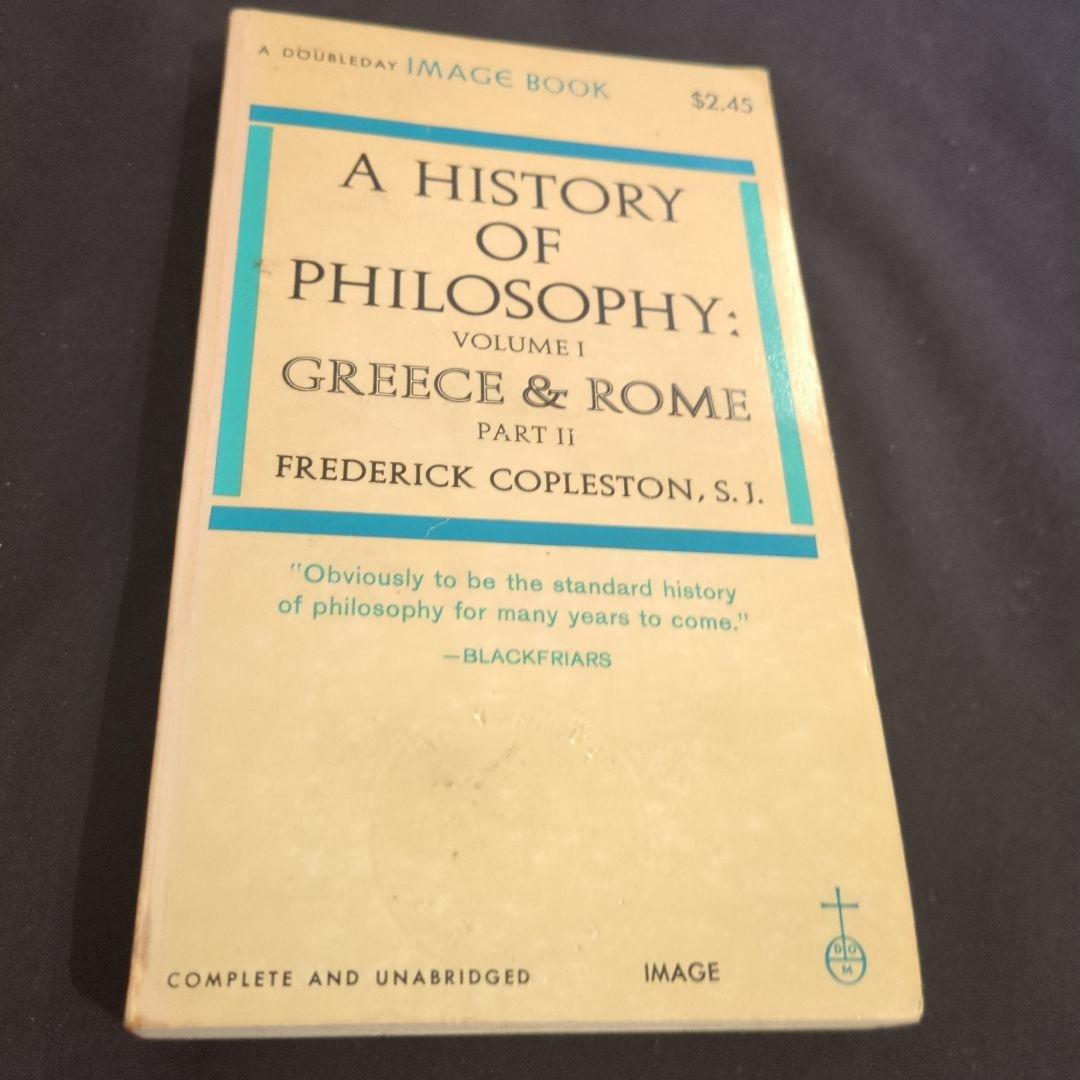 A DOUBLEDAY IMAGE BOOK
$2.45
A HISTORY
OF
PHILOSOPHY:
VOLUME I
GREECE & ROME
PART II
FREDERICK COPLESTON, S.J.
"Obviously to be the standard history
of philosophy for many years to come."
—BLACKFRIARS
COMPLETE AND UNABRIDGED
IMAGE
D O
M